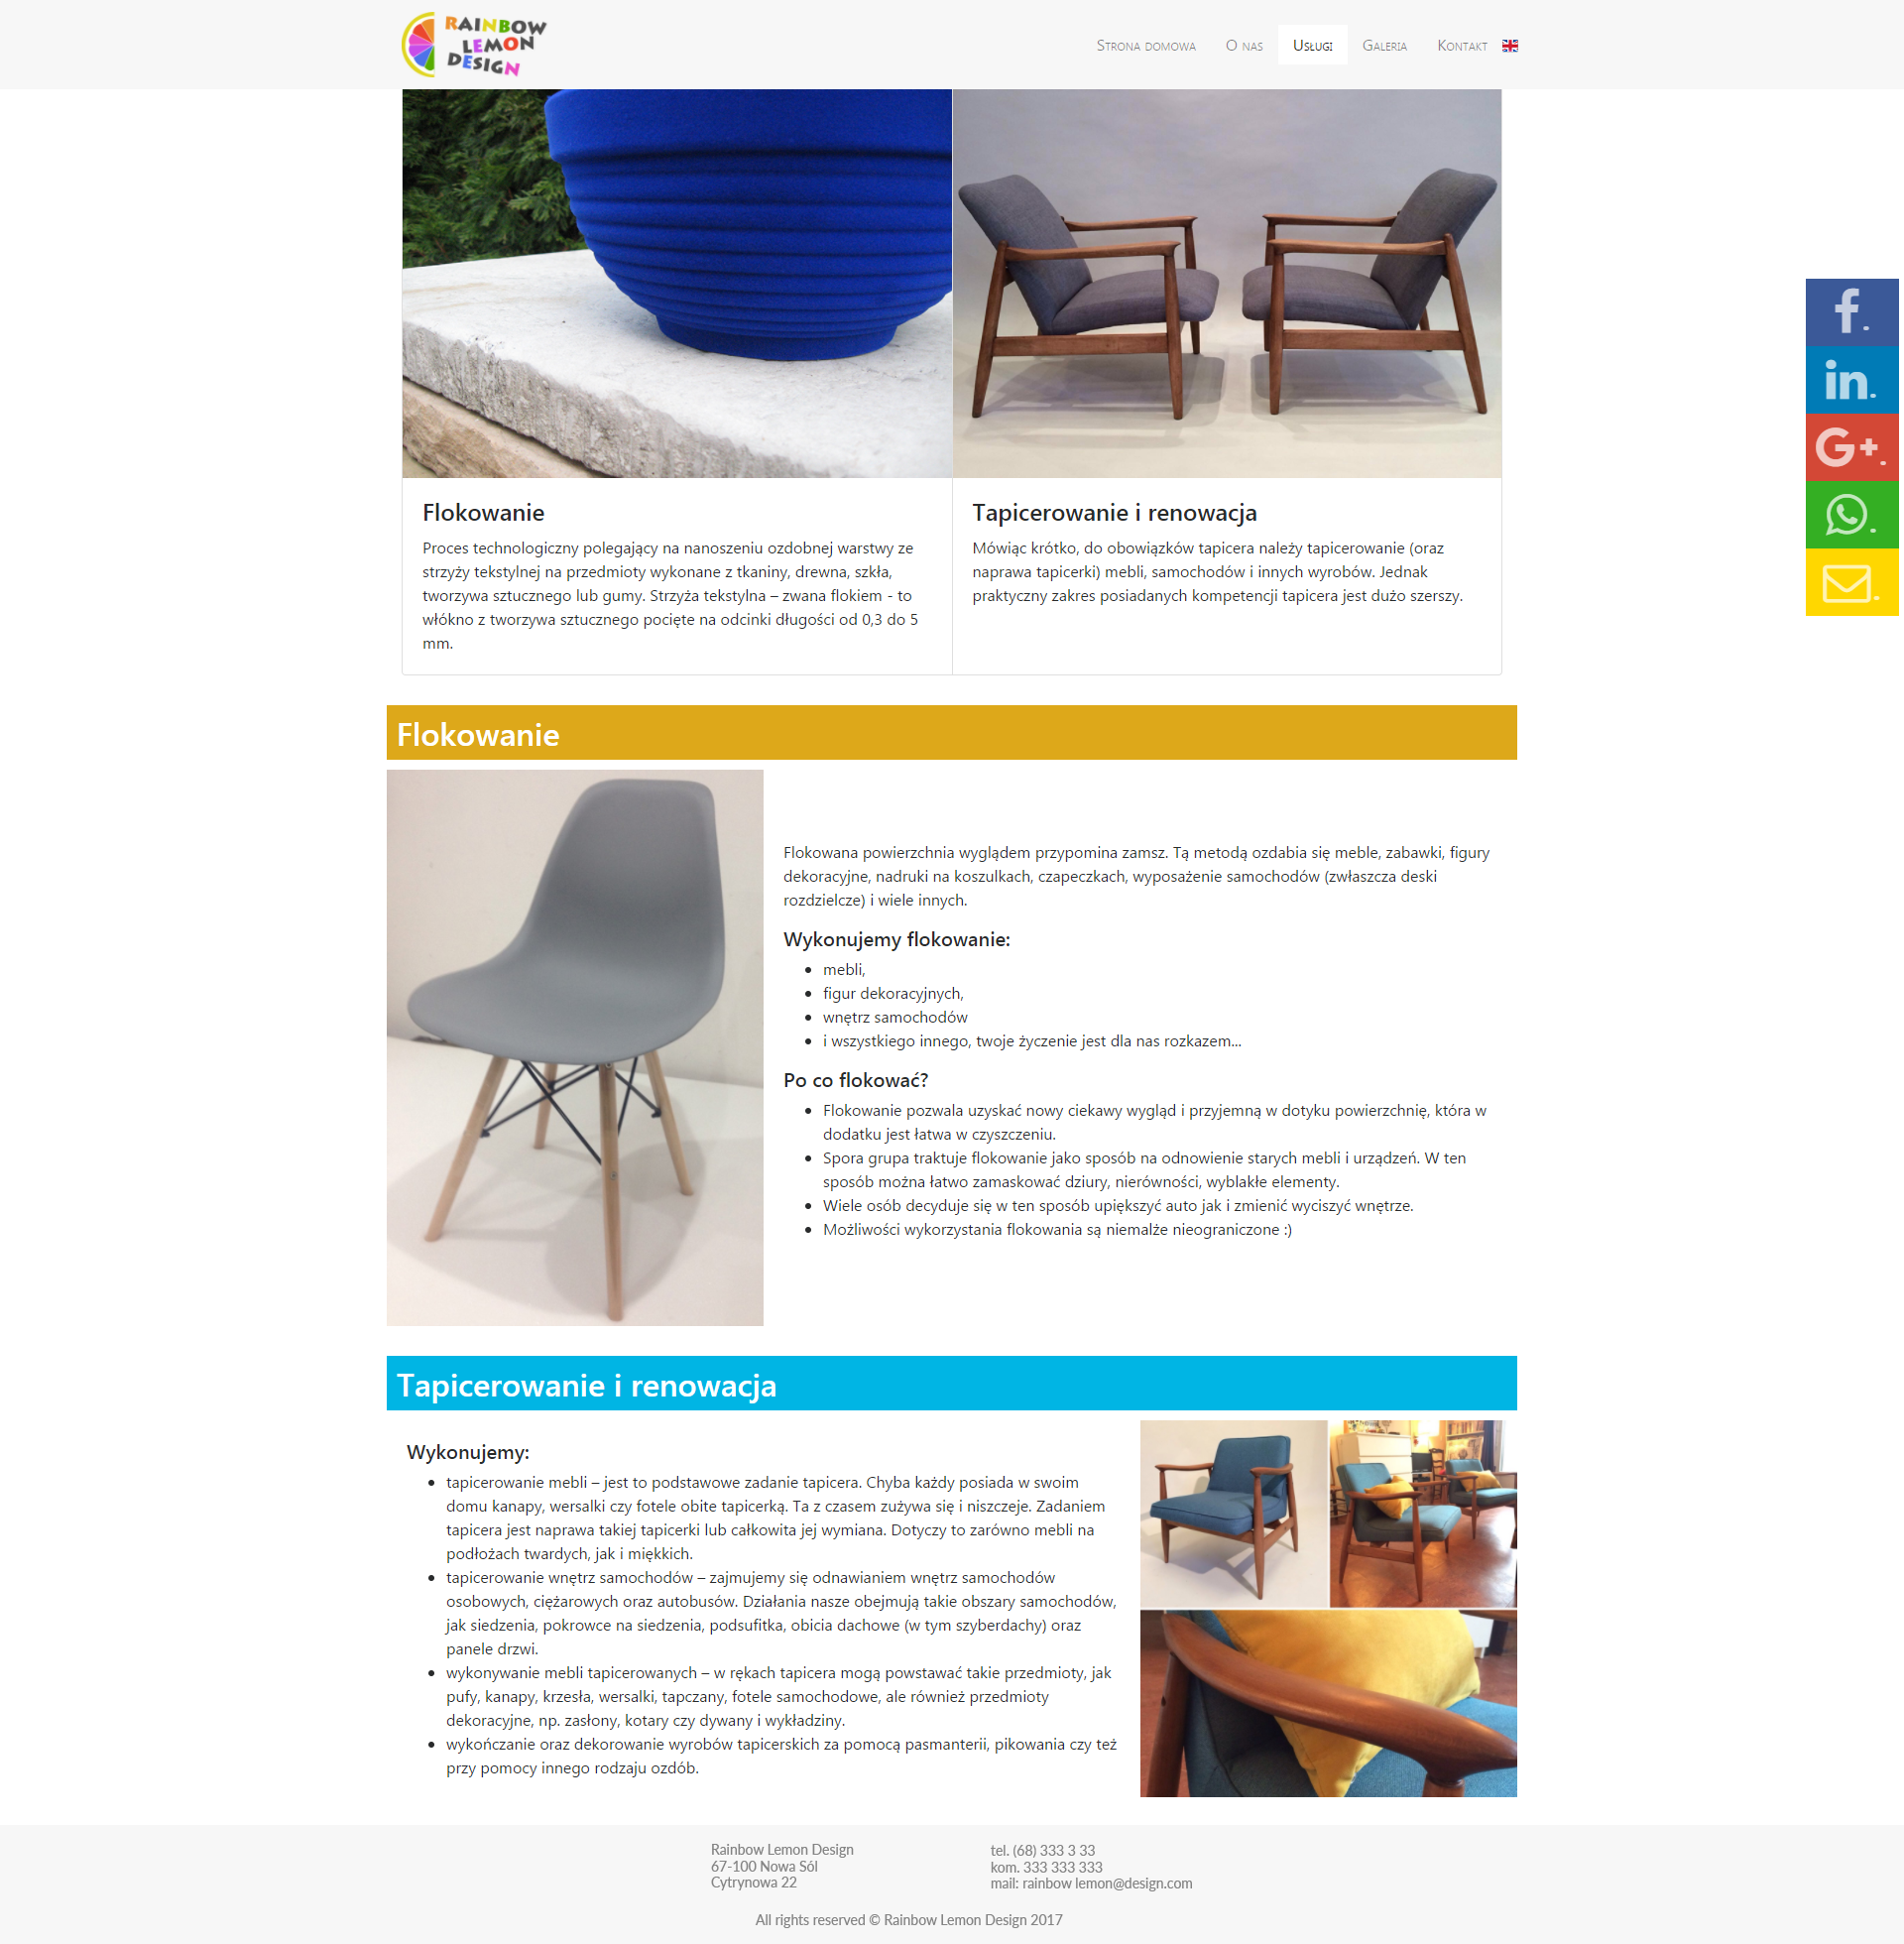 RAINBOW
LEMON
DESIGN
Strona domowa
O nas
Usługi
Galeria
Kontakt
f.
in.
G+.
Flokowanie
Proces technologiczny polegający na nanoszeniu ozdobnej warstwy ze
strzyży tekstylnej na przedmioty wykonane z tkaniny, drewna, szkła,
tworzywa sztucznego lub gumy. Strzyża tekstylna – zwana flokiem - to
włókno z tworzywa sztucznego pocięte na odcinki długości od 0,3 do 5
mm.
Tapicerowanie i renowacja
Mówiąc krótko, do obowiązków tapicera należy tapicerowanie (oraz
naprawa tapicerki) mebli, samochodów i innych wyrobów. Jednak
praktyczny zakres posiadanych kompetencji tapicera jest dużo szerszy.
Flokowanie
Flokowana powierzchnia wyglądem przypomina zamsz. Tą metodą ozdabia się meble, zabawki, figury
dekoracyjne, nadruki na koszulkach, czapeczkach, wyposażenie samochodów (zwłaszcza deski
rozdzielcze) i wiele innych.
Wykonujemy flokowanie:
mebli,
figur dekoracyjnych,
wnętrz samochodów
i wszystkiego innego, twoje życzenie jest dla nas rozkazem...
Po co flokować?
Flokowanie pozwala uzyskać nowy ciekawy wygląd i przyjemną w dotyku powierzchnię, która w
dodatku jest łatwa w czyszczeniu.
Spora grupa traktuje flokowanie jako sposób na odnowienie starych mebli i urządzeń. W ten
sposób można łatwo zamaskować dziury, nierówności, wyblakłe elementy.
Wiele osób decyduje się w ten sposób upiększyć auto jak i zmienić wyciszyć wnętrze.
Możliwości wykorzystania flokowania są niemalże nieograniczone :)
Tapicerowanie i renowacja
Wykonujemy:
tapicerowanie mebli – jest to podstawowe zadanie tapicera. Chyba każdy posiada w swoim
domu kanapy, wersalki czy fotele obite tapicerką. Ta z czasem zużywa się i niszczeje. Zadaniem
tapicera jest naprawa takiej tapicerki lub całkowita jej wymiana. Dotyczy to zarówno mebli na
podłożach twardych, jak i miękkich.
tapicerowanie wnętrz samochodów – zajmujemy się odnawianiem wnętrz samochodów
osobowych, ciężarowych oraz autobusów. Działania nasze obejmują takie obszary samochodów,
jak siedzenia, pokrowce na siedzenia, podsufitka, obicia dachowe (w tym szyberdachy) oraz
panele drzwi.
wykonywanie mebli tapicerowanych – w rękach tapicera mogą powstawać takie przedmioty, jak
pufy, kanapy, krzesła, wersalki, tapczany, fotele samochodowe, ale również przedmioty
dekoracyjne, np. zasłony, kotary czy dywany i wykładziny.
wykończanie oraz dekorowanie wyrobów tapicerskich za pomocą pasmanterii, pikowania czy też
przy pomocy innego rodzaju ozdób.
Rainbow Lemon Design
67-100 Nowa Sól
Cytrynowa 22
tel. (68) 333 3 33
kom. 333 333 333
mail: rainbow lemon@design.com
All rights reserved © Rainbow Lemon Design 2017